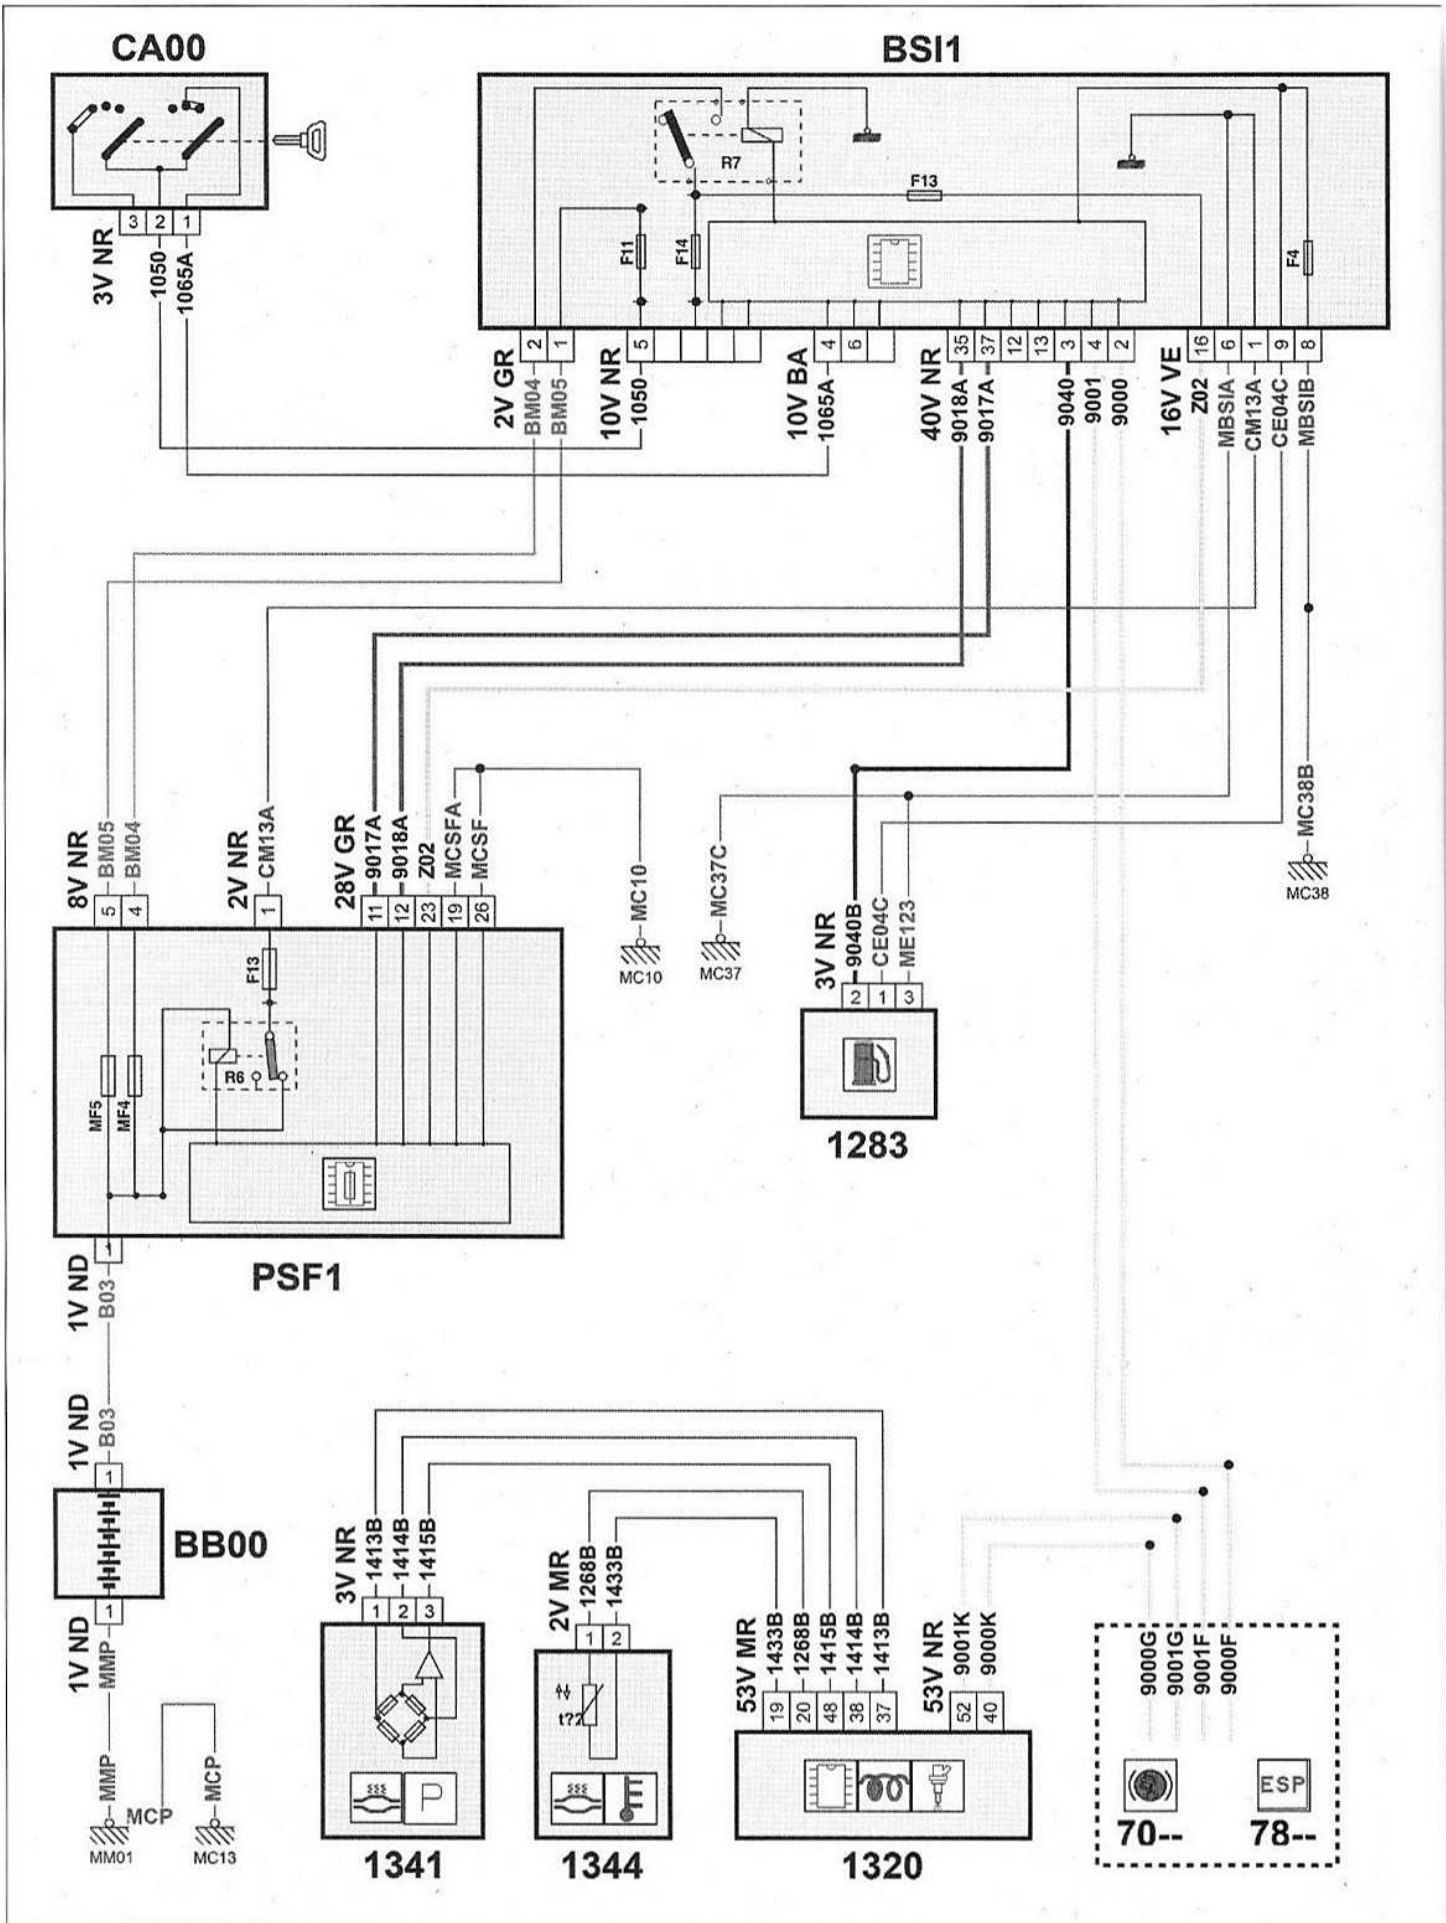 CA00
BSI1
R7
F13
F11
F14
F4
3 2 1
3V NR
1050
1065A
2 1
5
4 6
35 37 12 13 3 4 2
16 6 1 9 8
2V GR
BM04
BM05
10V NR
1050
10V BA
1065A
40V NR
9018A
9017A
9040
9001
9000
16V VE
Z02
MBSIA
CM13A
CE04C
MBSIB
8V NR
BM05
BM04
2V NR
CM13A
28V GR
9017A
9018A
Z02
MCSFA
MCSF
MC10
MC10
MC37C
MC37
MC38B
MC38
5 4
1
11 12 23 19 26
3V NR
9040B
CE04C
ME123
2 1 3
1283
F13
R6
MF5
MF4
1
PSF1
1V ND
B03
1V ND
B03
1
BB00
1
1V ND
MMP
MMP
MCP
MCP
MM01
MC13
3V NR
1413B
1414B
1415B
1 2 3
P
1341
2V MR
1268B
1433B
1 2
t??
1344
53V MR
1433B
1268B
1415B
1414B
1413B
19 20 48 38 37
53V NR
9001K
9000K
52 40
1320
9000G
9001G
9001F
9000F
ESP
70--
78--